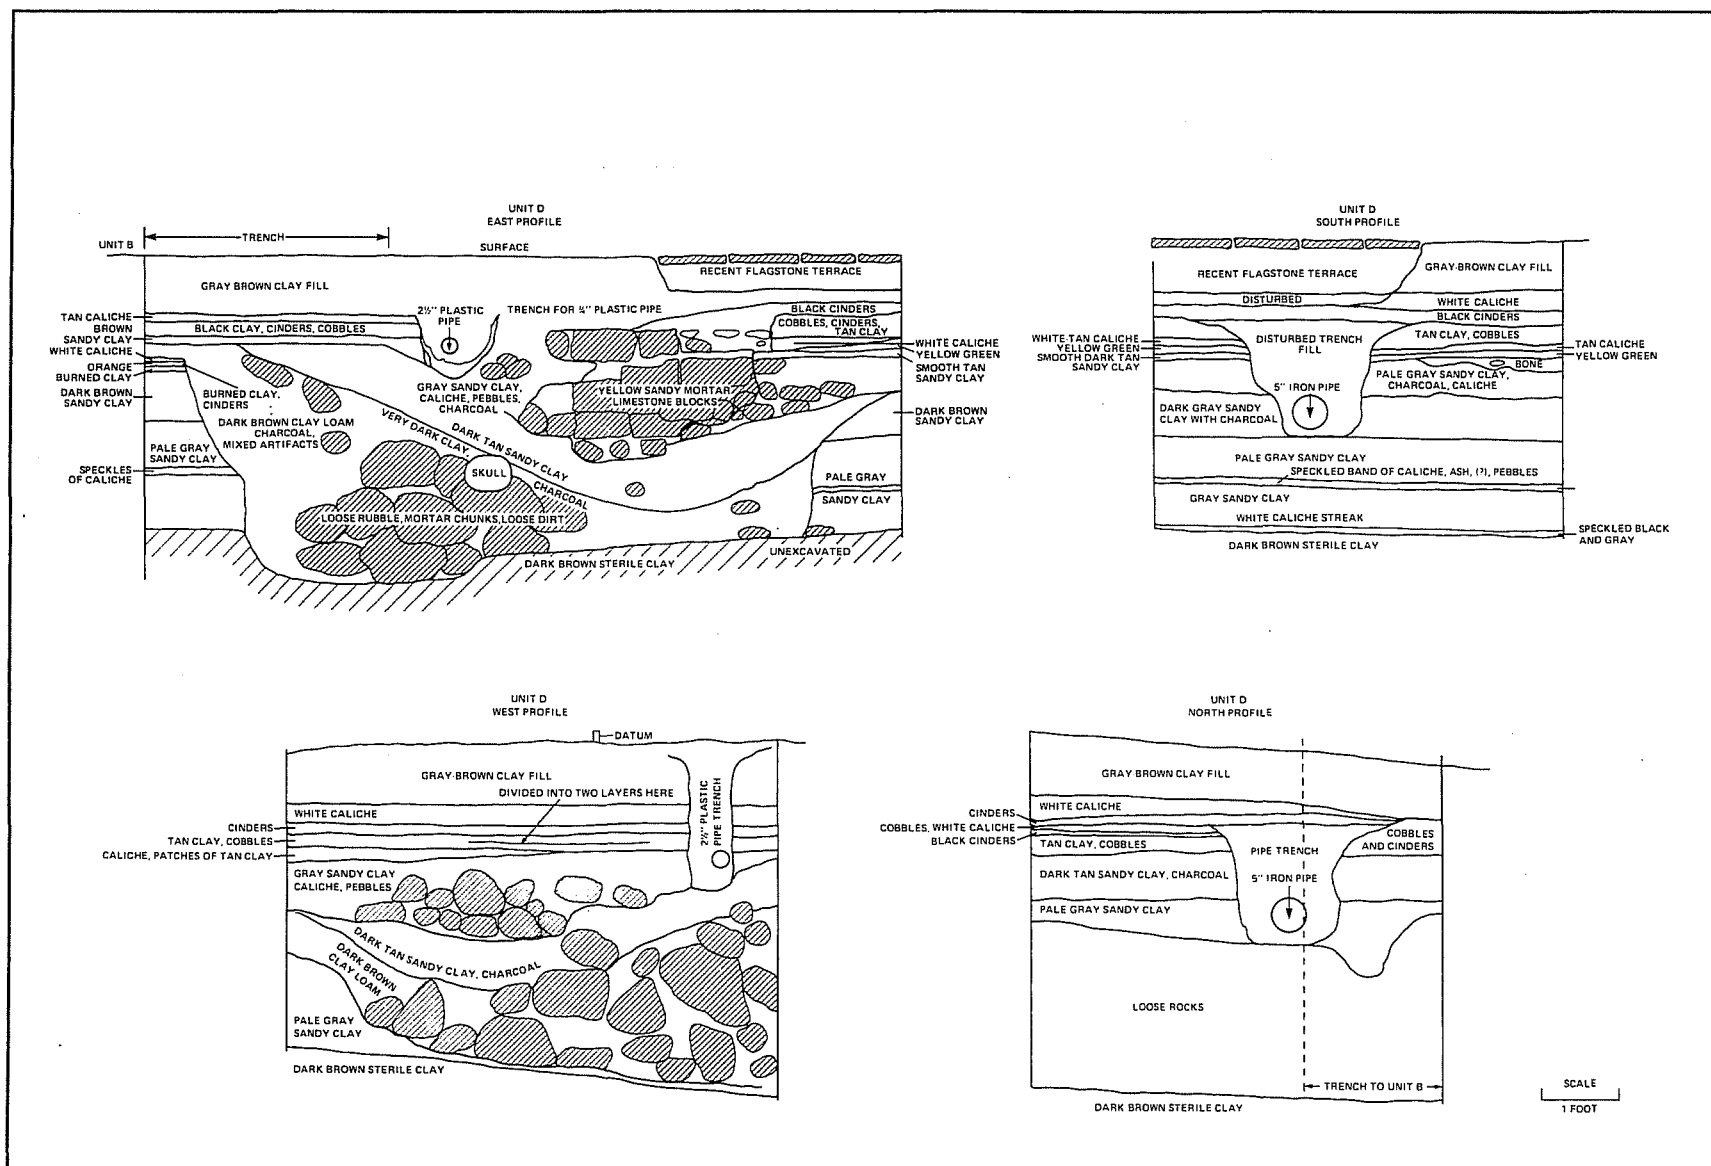 UNIT D
EAST PROFILE
UNIT B
TRENCH
SURFACE
RECENT FLAGSTONE TERRACE
GRAY BROWN CLAY FILL
2½" PLASTIC
PIPE
TRENCH FOR ¼" PLASTIC PIPE
BLACK CINDERS
COBBLES, CINDERS,
TAN CLAY
TAN CALICHE
BROWN
SANDY CLAY
WHITE CALICHE
ORANGE
BURNED CLAY
DARK BROWN
SANDY CLAY
BLACK CLAY, CINDERS, COBBLES
WHITE CALICHE
YELLOW GREEN
SMOOTH TAN
SANDY CLAY
BURNED CLAY,
CINDERS
GRAY SANDY CLAY,
CALICHE, PEBBLES,
CHARCOAL
YELLOW SANDY MORTAR
LIMESTONE BLOCKS
DARK BROWN
SANDY CLAY
DARK BROWN CLAY LOAM
CHARCOAL,
MIXED ARTIFACTS
VERY DARK CLAY,
DARK TAN SANDY CLAY
CHARCOAL
SKULL
PALE GRAY
SANDY CLAY
SPECKLES
OF CALICHE
PALE GRAY
SANDY CLAY
LOOSE RUBBLE, MORTAR CHUNKS, LOOSE DIRT
UNEXCAVATED
DARK BROWN STERILE CLAY
UNIT D
SOUTH PROFILE
RECENT FLAGSTONE TERRACE
GRAY-BROWN CLAY FILL
DISTURBED
WHITE CALICHE
BLACK CINDERS
WHITE-TAN CALICHE
YELLOW GREEN
SMOOTH DARK TAN
SANDY CLAY
DISTURBED TRENCH
FILL
TAN CLAY, COBBLES
TAN CALICHE
YELLOW GREEN
BONE
PALE GRAY SANDY CLAY,
CHARCOAL, CALICHE
5" IRON PIPE
DARK GRAY SANDY
CLAY WITH CHARCOAL
PALE GRAY SANDY CLAY
SPECKLED BAND OF CALICHE, ASH, (?), PEBBLES
GRAY SANDY CLAY
WHITE CALICHE STREAK
SPECKLED BLACK
AND GRAY
DARK BROWN STERILE CLAY
UNIT D
WEST PROFILE
DATUM
GRAY-BROWN CLAY FILL
DIVIDED INTO TWO LAYERS HERE
2½" PLASTIC
PIPE TRENCH
WHITE CALICHE
CINDERS
TAN CLAY, COBBLES
CALICHE, PATCHES OF TAN CLAY
GRAY SANDY CLAY
CALICHE, PEBBLES
DARK TAN SANDY CLAY, CHARCOAL
DARK BROWN
CLAY LOAM
PALE GRAY
SANDY CLAY
DARK BROWN STERILE CLAY
UNIT D
NORTH PROFILE
GRAY-BROWN CLAY FILL
WHITE CALICHE
CINDERS
COBBLES, WHITE CALICHE
BLACK CINDERS
TAN CLAY, COBBLES
COBBLES
AND CINDERS
PIPE TRENCH
DARK TAN SANDY CLAY, CHARCOAL
5" IRON PIPE
PALE GRAY SANDY CLAY
LOOSE ROCKS
TRENCH TO UNIT B
DARK BROWN STERILE CLAY
SCALE
1 FOOT